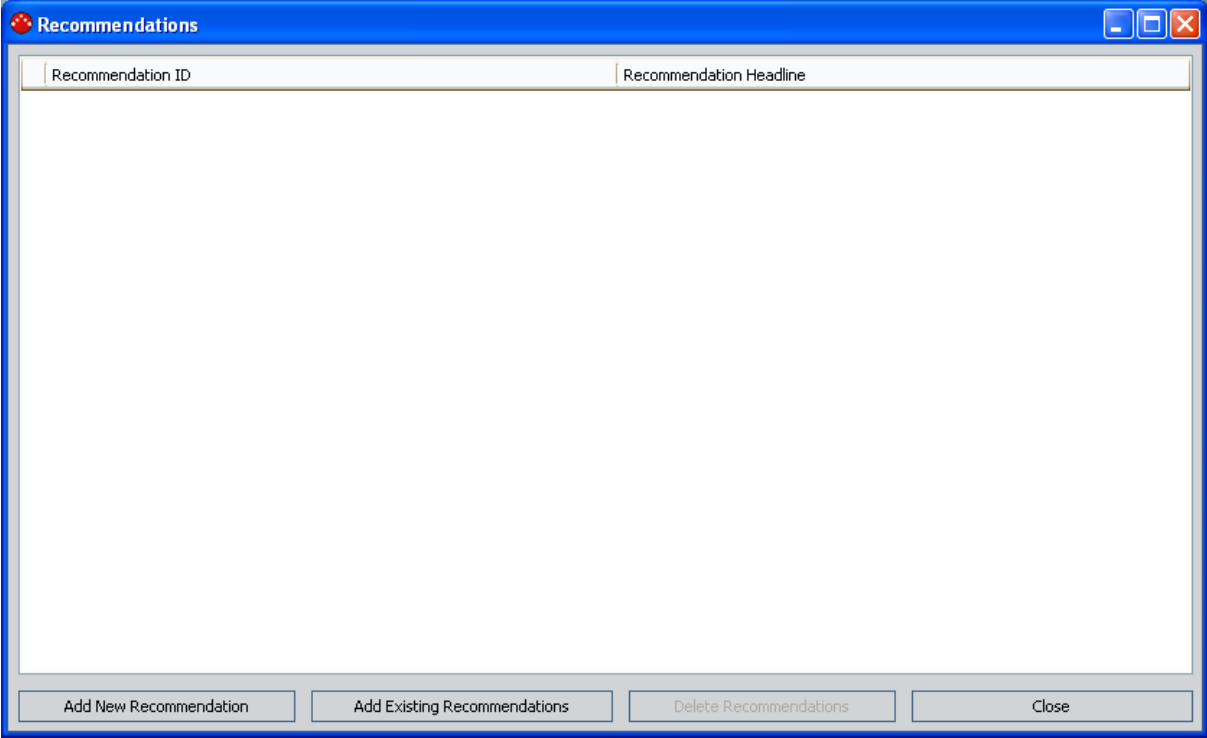 Recommendations
Recommendation ID Recommendation Headline
Add New Recommendation Add Existing Recommendations Delete Recommendations Close